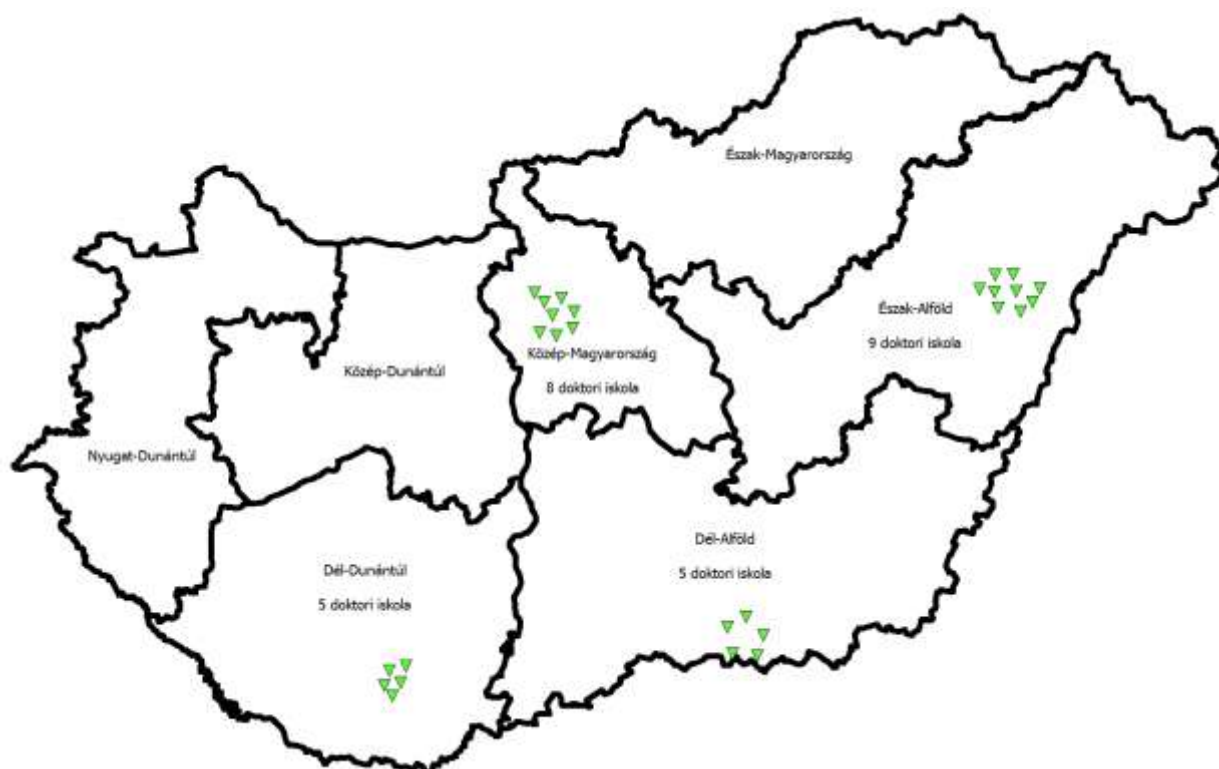 Észak-Magyarország
Észak-Alföld
9 doktori iskola
Közép-Magyarország
8 doktori iskola
Közép-Dunántúl
Nyugat-Dunántúl
Dél-Alföld
5 doktori iskola
Dél-Dunántúl
5 doktori iskola